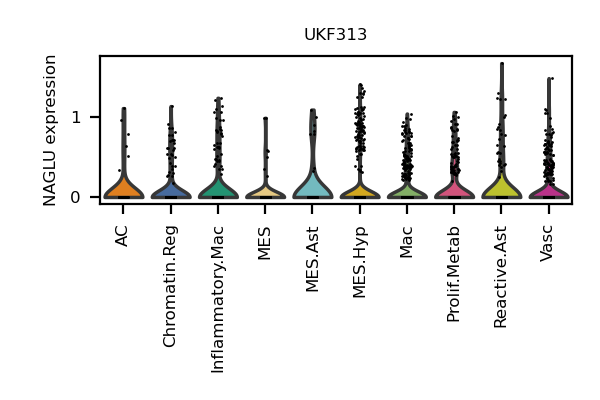 UKF313
NAGLU expression
1
0
AC
Chromatin.Reg
Inflammatory.Mac
MES
MES.Ast
MES.Hyp
Mac
Prolif.Metab
Reactive.Ast
Vasc